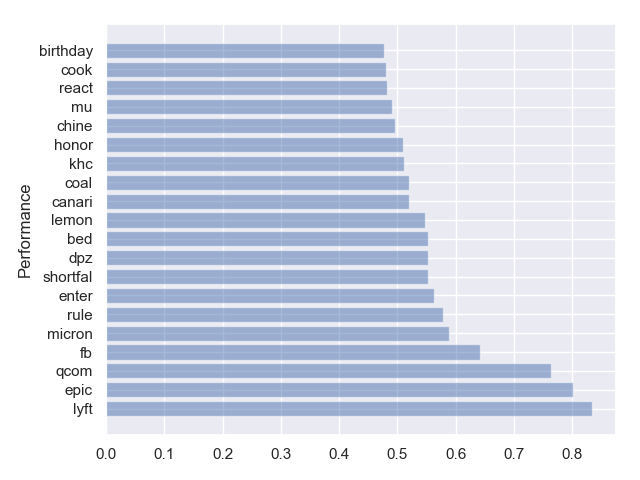 birthday
cook
react
mu
chine
honor
khc
coal
canari
lemon
bed
dpz
shortfal
enter
rule
micron
fb
qcom
epic
lyft
Performance
0.0 0.1 0.2 0.3 0.4 0.5 0.6 0.7 0.8